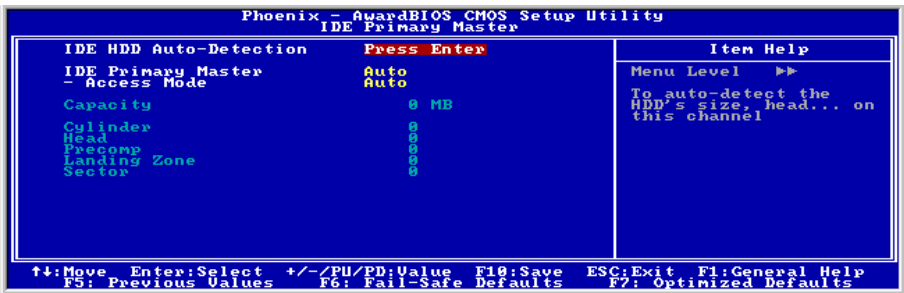 Phoenix - AwardBIOS CMOS Setup Utility
IDE Primary Master
IDE HDD Auto-Detection Press Enter
IDE Primary Master Auto
- Access Mode Auto
Capacity 0 MB
Cylinder 0
Head 0
Precomp 0
Landing Zone 0
Sector 0
Item Help
Menu Level ▶▶
To auto-detect the
HDD's size, head... on
this channel
↑↓:Move Enter:Select +/-/PU/PD:Value F10:Save ESC:Exit F1:General Help
F5: Previous Values F6: Fail-Safe Defaults F7: Optimized Defaults